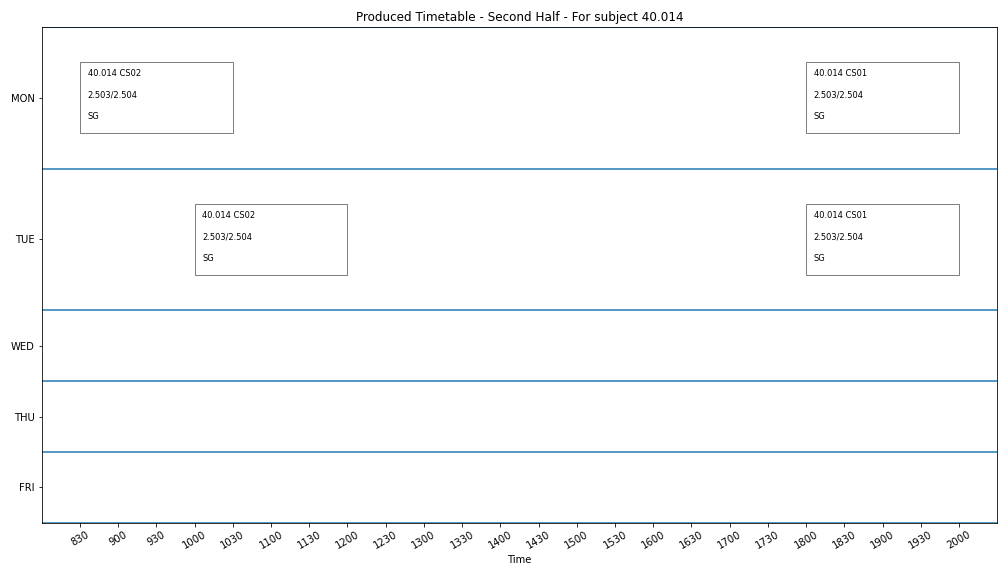 Produced Timetable - Second Half - For subject 40.014
MON
40.014 CS02
2.503/2.504
SG
40.014 CS01
2.503/2.504
SG
TUE
40.014 CS02
2.503/2.504
SG
40.014 CS01
2.503/2.504
SG
WED
THU
FRI
830 900 930 1000 1030 1100 1130 1200 1230 1300 1330 1400 1430 1500 1530 1600 1630 1700 1730 1800 1830 1900 1930 2000
Time